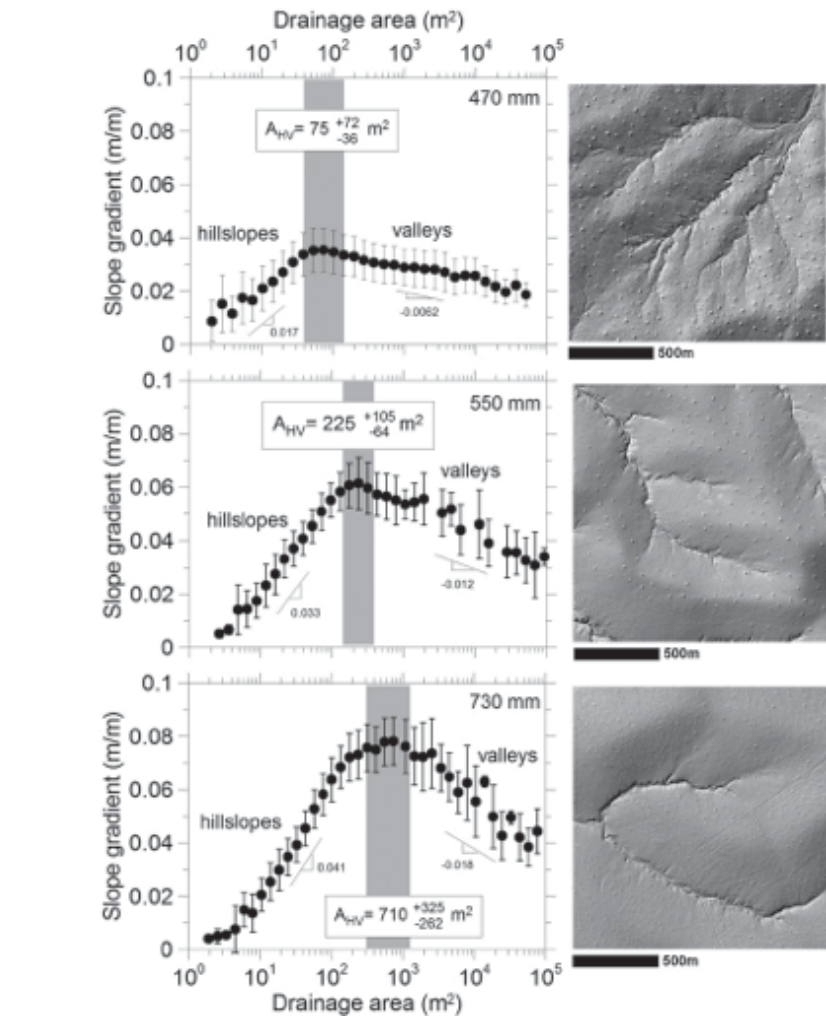 Drainage area (m²)
10⁰ 10¹ 10² 10³ 10⁴ 10⁵
Slope gradient (m/m)
0.1
0.08
0.06
0.04
0.02
0
470 mm
A_HV = 75 +72 -36 m²
hillslopes
valleys
0.017
-0.0062
500m
Slope gradient (m/m)
0.1
0.08
0.06
0.04
0.02
0
550 mm
A_HV = 225 +105 -64 m²
valleys
hillslopes
0.033
-0.012
500m
Slope gradient (m/m)
0.1
0.08
0.06
0.04
0.02
0
730 mm
valleys
hillslopes
0.041
-0.018
A_HV = 710 +325 -262 m²
10⁰ 10¹ 10² 10³ 10⁴ 10⁵
Drainage area (m²)
500m